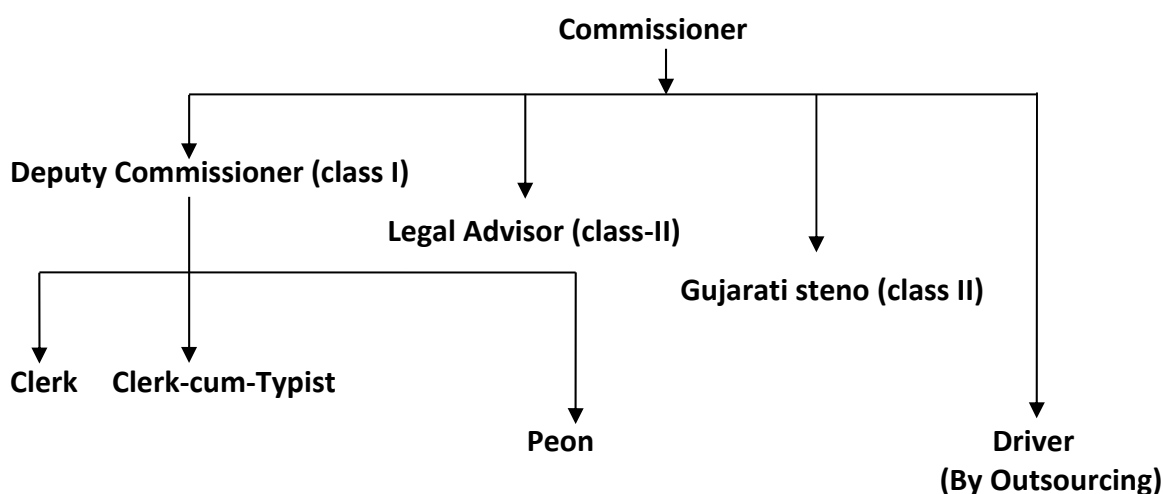 Commissioner
Deputy Commissioner (class I)
Legal Advisor (class-II)
Gujarati steno (class II)
Clerk
Clerk-cum-Typist
Peon
Driver
(By Outsourcing)